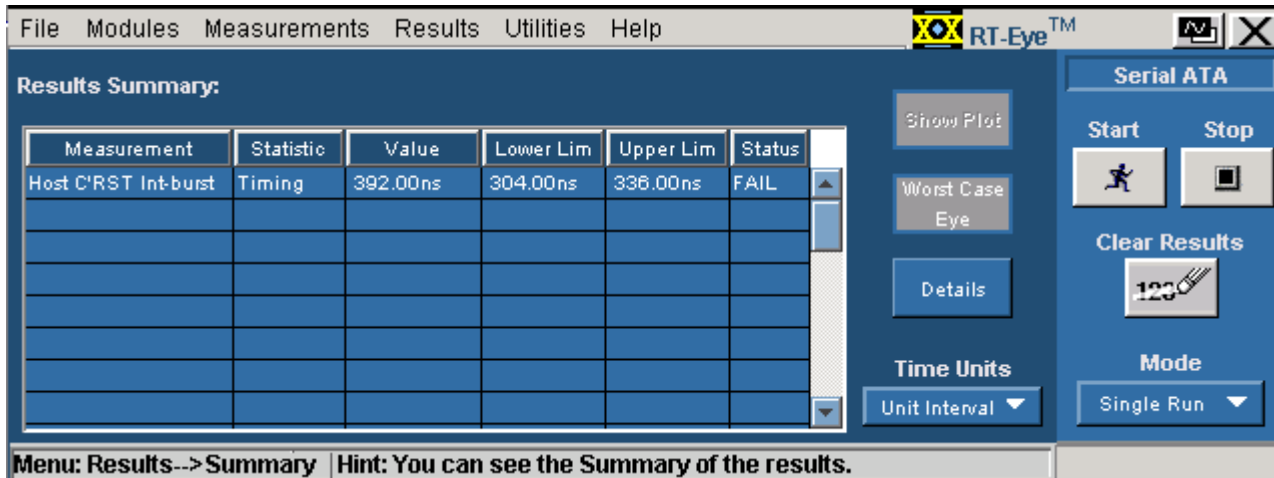 File Modules Measurements Results Utilities Help RT-Eye™
Results Summary:
Serial ATA
Show Plot
Start Stop
Measurement Statistic Value Lower Lim Upper Lim Status
Host C'RST Int-burst Timing 392.00ns 304.00ns 336.00ns FAIL
Worst Case
Eye
Clear Results
Details
123
Time Units
Mode
Unit Interval
Single Run
Menu: Results-->Summary |Hint: You can see the Summary of the results.